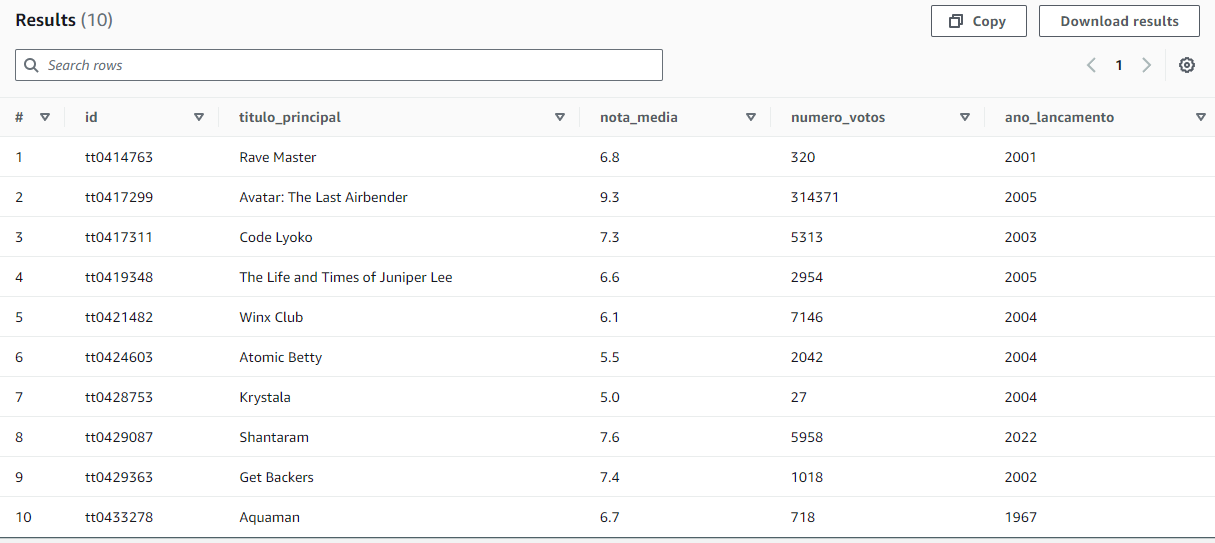 Results (10)
Copy
Download results
Search rows
1
# id titulo_principal nota_media numero_votos ano_lancamento
1 tt0414763 Rave Master 6.8 320 2001
2 tt0417299 Avatar: The Last Airbender 9.3 314371 2005
3 tt0417311 Code Lyoko 7.3 5313 2003
4 tt0419348 The Life and Times of Juniper Lee 6.6 2954 2005
5 tt0421482 Winx Club 6.1 7146 2004
6 tt0424603 Atomic Betty 5.5 2042 2004
7 tt0428753 Krystala 5.0 27 2004
8 tt0429087 Shantaram 7.6 5958 2022
9 tt0429363 Get Backers 7.4 1018 2002
10 tt0433278 Aquaman 6.7 718 1967